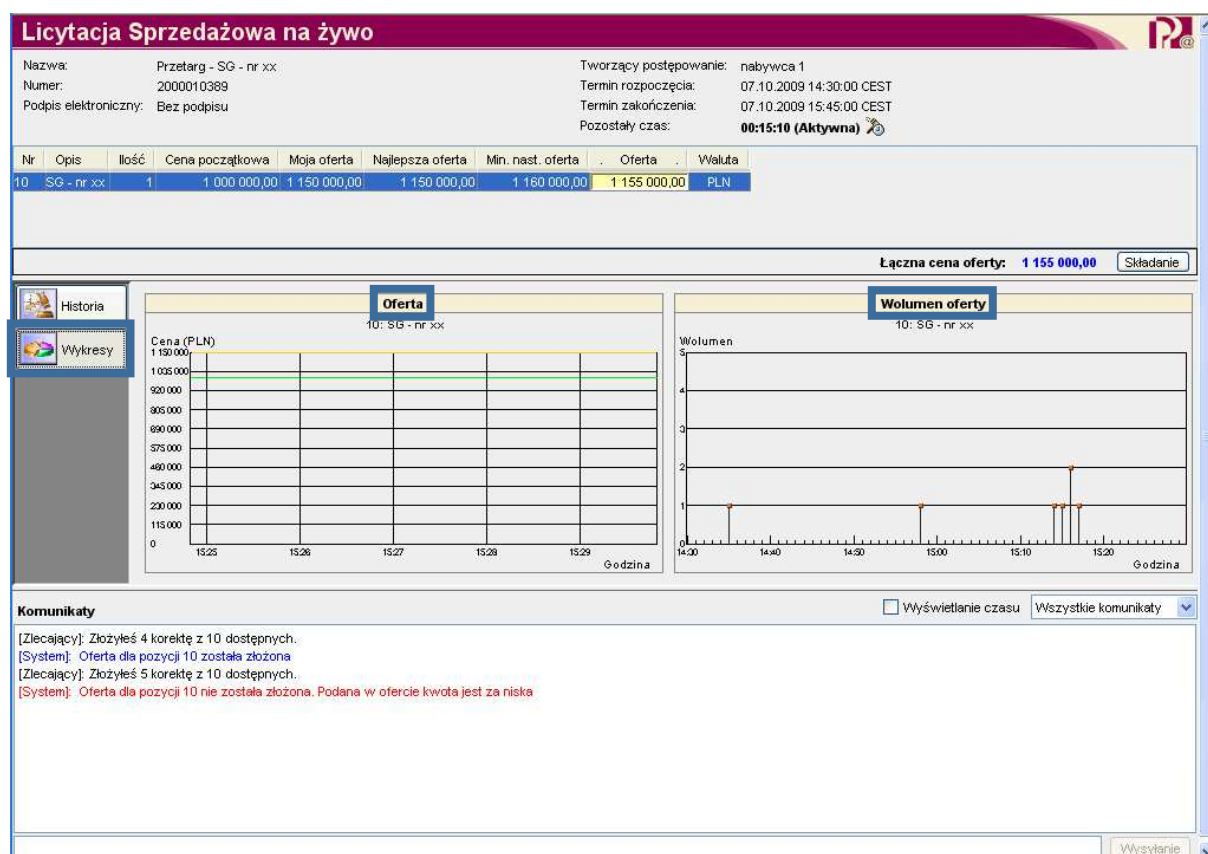 Licytacja Sprzedażowa na żywo
P@
Nazwa: Przetarg - SG - nr xx Tworzący postępowanie: nabywca 1
Numer: 2000010389 Termin rozpoczęcia: 07.10.2009 14:30:00 CEST
Podpis elektroniczny: Bez podpisu Termin zakończenia: 07.10.2009 15:45:00 CEST
Pozostały czas: 00:15:10 (Aktywna)
Nr Opis Ilość Cena początkowa Moja oferta Najlepsza oferta Min. nast. oferta . Oferta . Waluta
10 SG - nr xx 1 1 000 000,00 1 150 000,00 1 150 000,00 1 160 000,00 1 155 000,00 PLN
Łączna cena oferty: 1 155 000,00 Składanie
Historia
Wykresy
Oferta
10: SG - nr xx
Cena (PLN)
1 150 000
1 035 000
920 000
805 000
690 000
575 000
460 000
345 000
230 000
115 000
0
15:25 15:26 15:27 15:28 15:29
Godzina
Wolumen oferty
10: SG - nr xx
Wolumen
5
4
3
2
1
0
14:30 14:40 14:50 15:00 15:10 15:20
Godzina
Komunikaty Wyświetlanie czasu Wszystkie komunikaty
[Zlecający]: Złożyłeś 4 korektę z 10 dostępnych.
[System]: Oferta dla pozycji 10 została złożona
[Zlecający]: Złożyłeś 5 korektę z 10 dostępnych.
[System]: Oferta dla pozycji 10 nie została złożona. Podana w ofercie kwota jest za niska
Wysyłanie